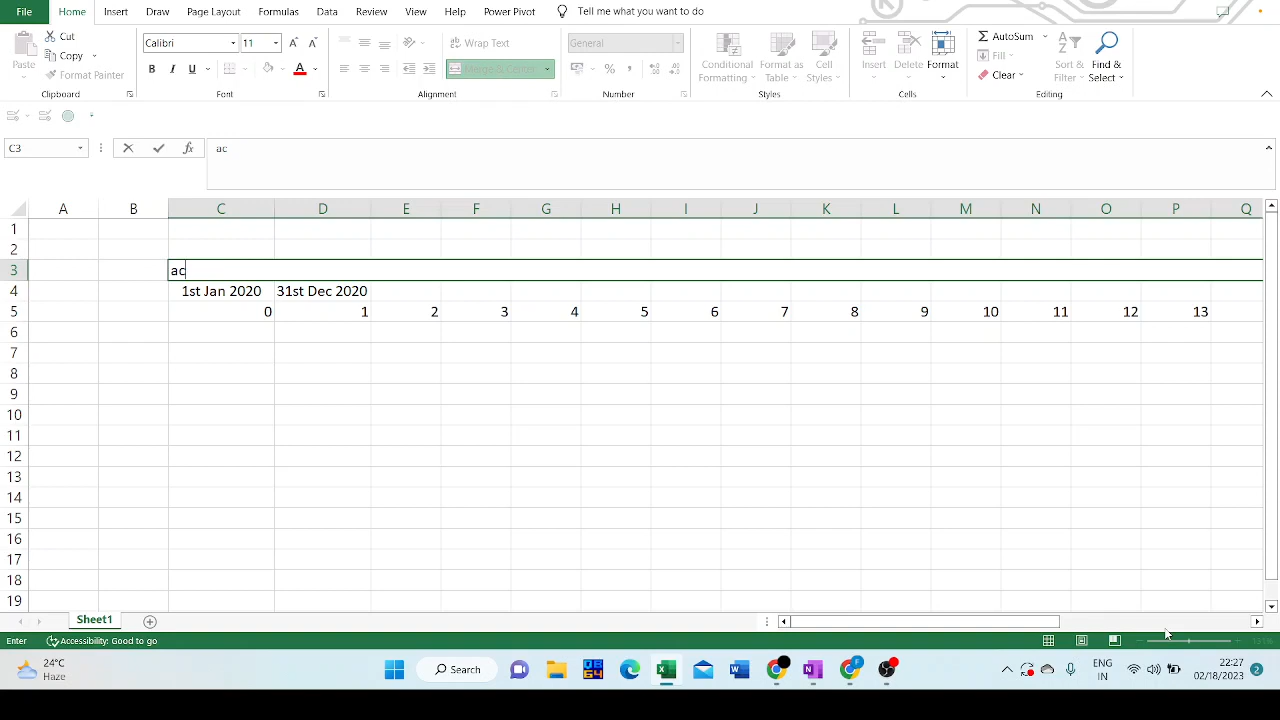 File Home Insert Draw Page Layout Formulas Data Review View Help Power Pivot Tell me what you want to do
Paste Cut Copy Format Painter
Calibri 11 B I U A
Wrap Text Merge & Center
General % ,
Conditional Formatting Format as Table Cell Styles
Insert Delete Format
AutoSum Fill Clear Sort & Filter Find & Select
Clipboard Font Alignment Number Styles Cells Editing
C3 fx ac
A B C D E F G H I J K L M N O P Q
1
2
3 ac
4 1st Jan 2020 31st Dec 2020
5 0 1 2 3 4 5 6 7 8 9 10 11 12 13
6
7
8
9
10
11
12
13
14
15
16
17
18
19
Sheet1
Enter Accessibility: Good to go
24°C
Haze
Search
ENG
IN
22:27
02/18/2023
2